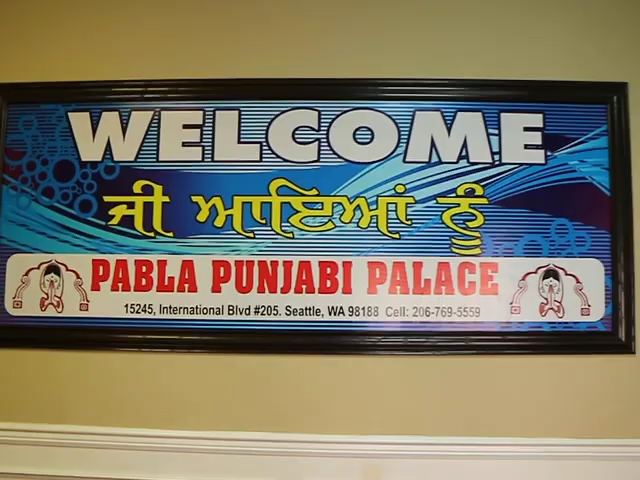 WELCOME
ਜੀ ਆਇਆਂ ਨੂੰ
PABLA PUNJABI PALACE
15245, International Blvd #205. Seattle, WA 98188 Cell: 206-769-5559